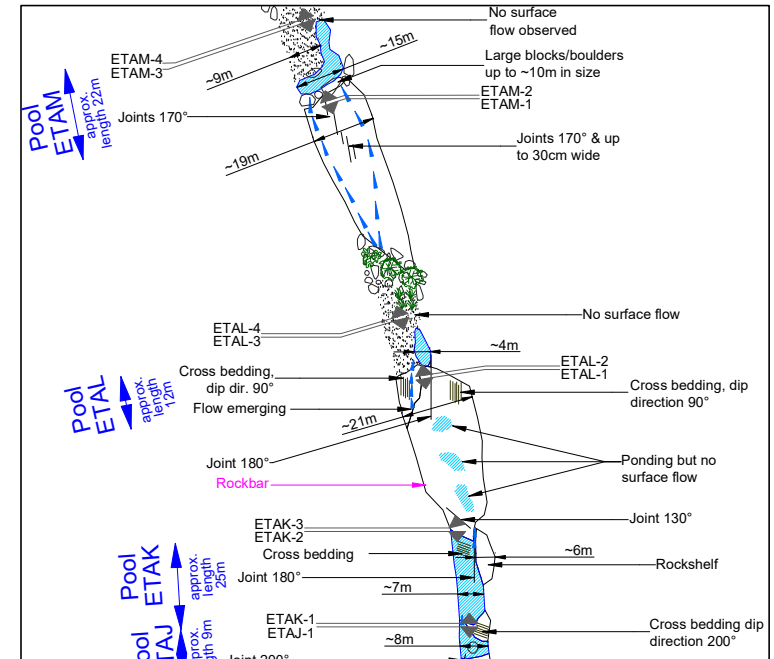 No surface
flow observed
~15m
ETAM-4
ETAM-3
~9m
Large blocks/boulders
up to ~10m in size
ETAM-2
ETAM-1
Pool
ETAM
approx.
length 22m
Joints 170°
Joints 170° & up
to 30cm wide
~19m
No surface flow
ETAL-4
ETAL-3
~4m
ETAL-2
ETAL-1
Cross bedding,
dip dir. 90°
Cross bedding, dip
direction 90°
Pool
ETAL
approx.
length
12m
Flow emerging
~21m
Joint 180°
Ponding but no
surface flow
Rockbar
Joint 130°
ETAK-3
ETAK-2
Cross bedding
~6m
Rockshelf
Pool
ETAK
approx.
length
25m
Joint 180°
~7m
ETAK-1
ETAJ-1
Cross bedding dip
direction 200°
~8m